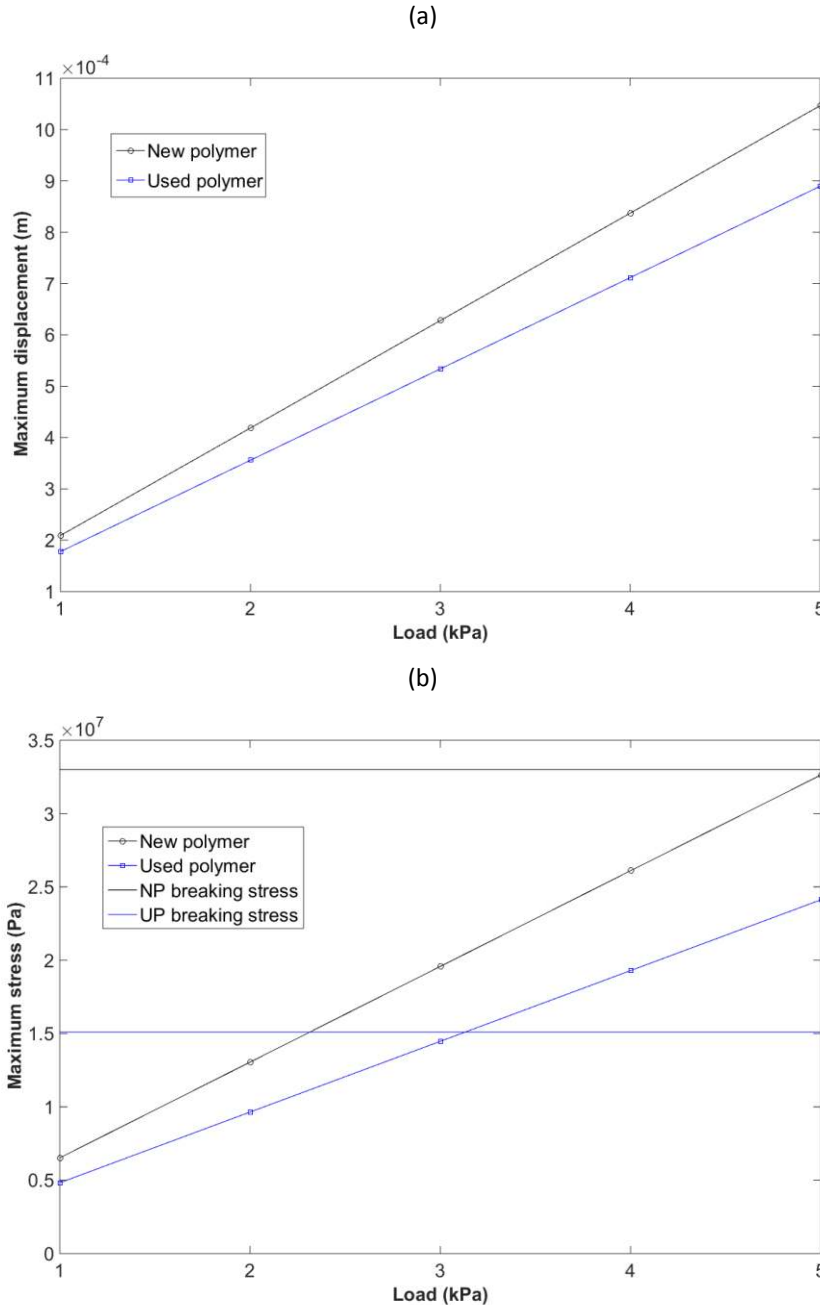 (a)
×10⁻⁴
11
10
9
8
7
6
5
4
3
2
1
Maximum displacement (m)
New polymer
Used polymer
1 2 3 4 5
Load (kPa)
(b)
×10⁷
3.5
3
2.5
2
1.5
1
0.5
0
Maximum stress (Pa)
New polymer
Used polymer
NP breaking stress
UP breaking stress
1 2 3 4 5
Load (kPa)